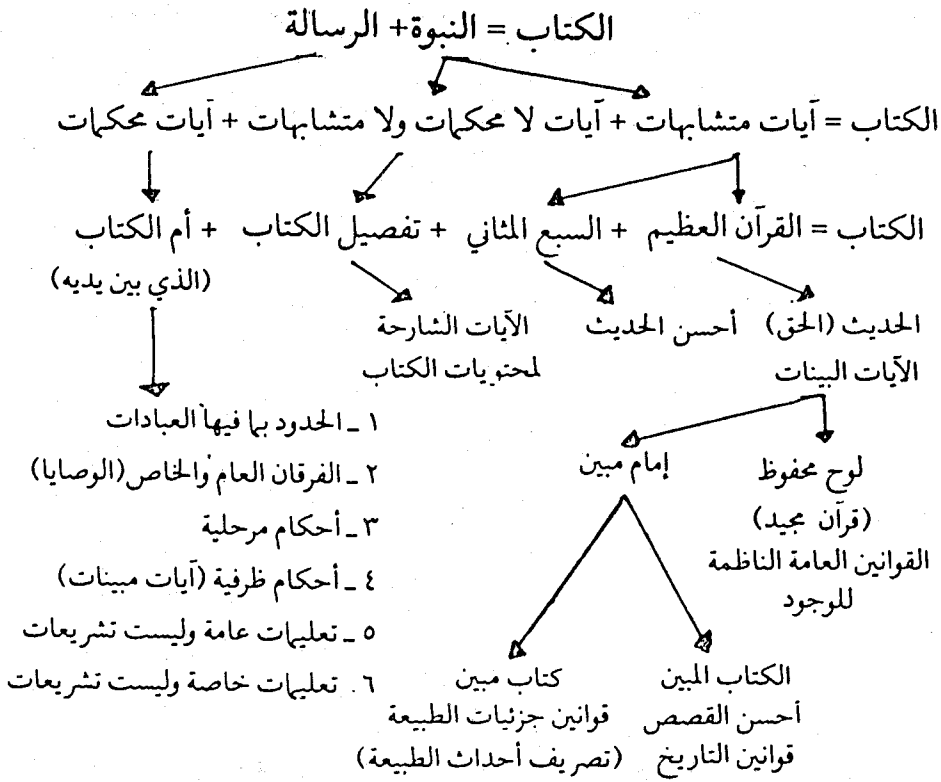 الكتاب = النبوة + الرسالة
الكتاب = آيات متشابهات + آيات لا محكمات ولا متشابهات + آيات محكمات
الكتاب = القرآن العظيم + السبع المثاني + تفصيل الكتاب + أم الكتاب
(الذي بين يديه)
الحديث (الحق)
الآيات البينات
أحسن الحديث
الآيات الشارحة
لمحتويات الكتاب
لوح محفوظ
(قرآن مجيد)
القوانين العامة الناظمة
للوجود
إمام مبين
الكتاب المبين
أحسن القصص
قوانين التاريخ
كتاب مبين
قوانين جزئيات الطبيعة
(تصريف أحداث الطبيعة)
١ ـ الحدود بما فيها العبادات
٢ ـ الفرقان العام والخاص (الوصايا)
٣ ـ أحكام مرحلية
٤ ـ أحكام ظرفية (آيات مبينات)
٥ ـ تعليمات عامة وليست تشريعات
٦. تعليمات خاصة وليست تشريعات